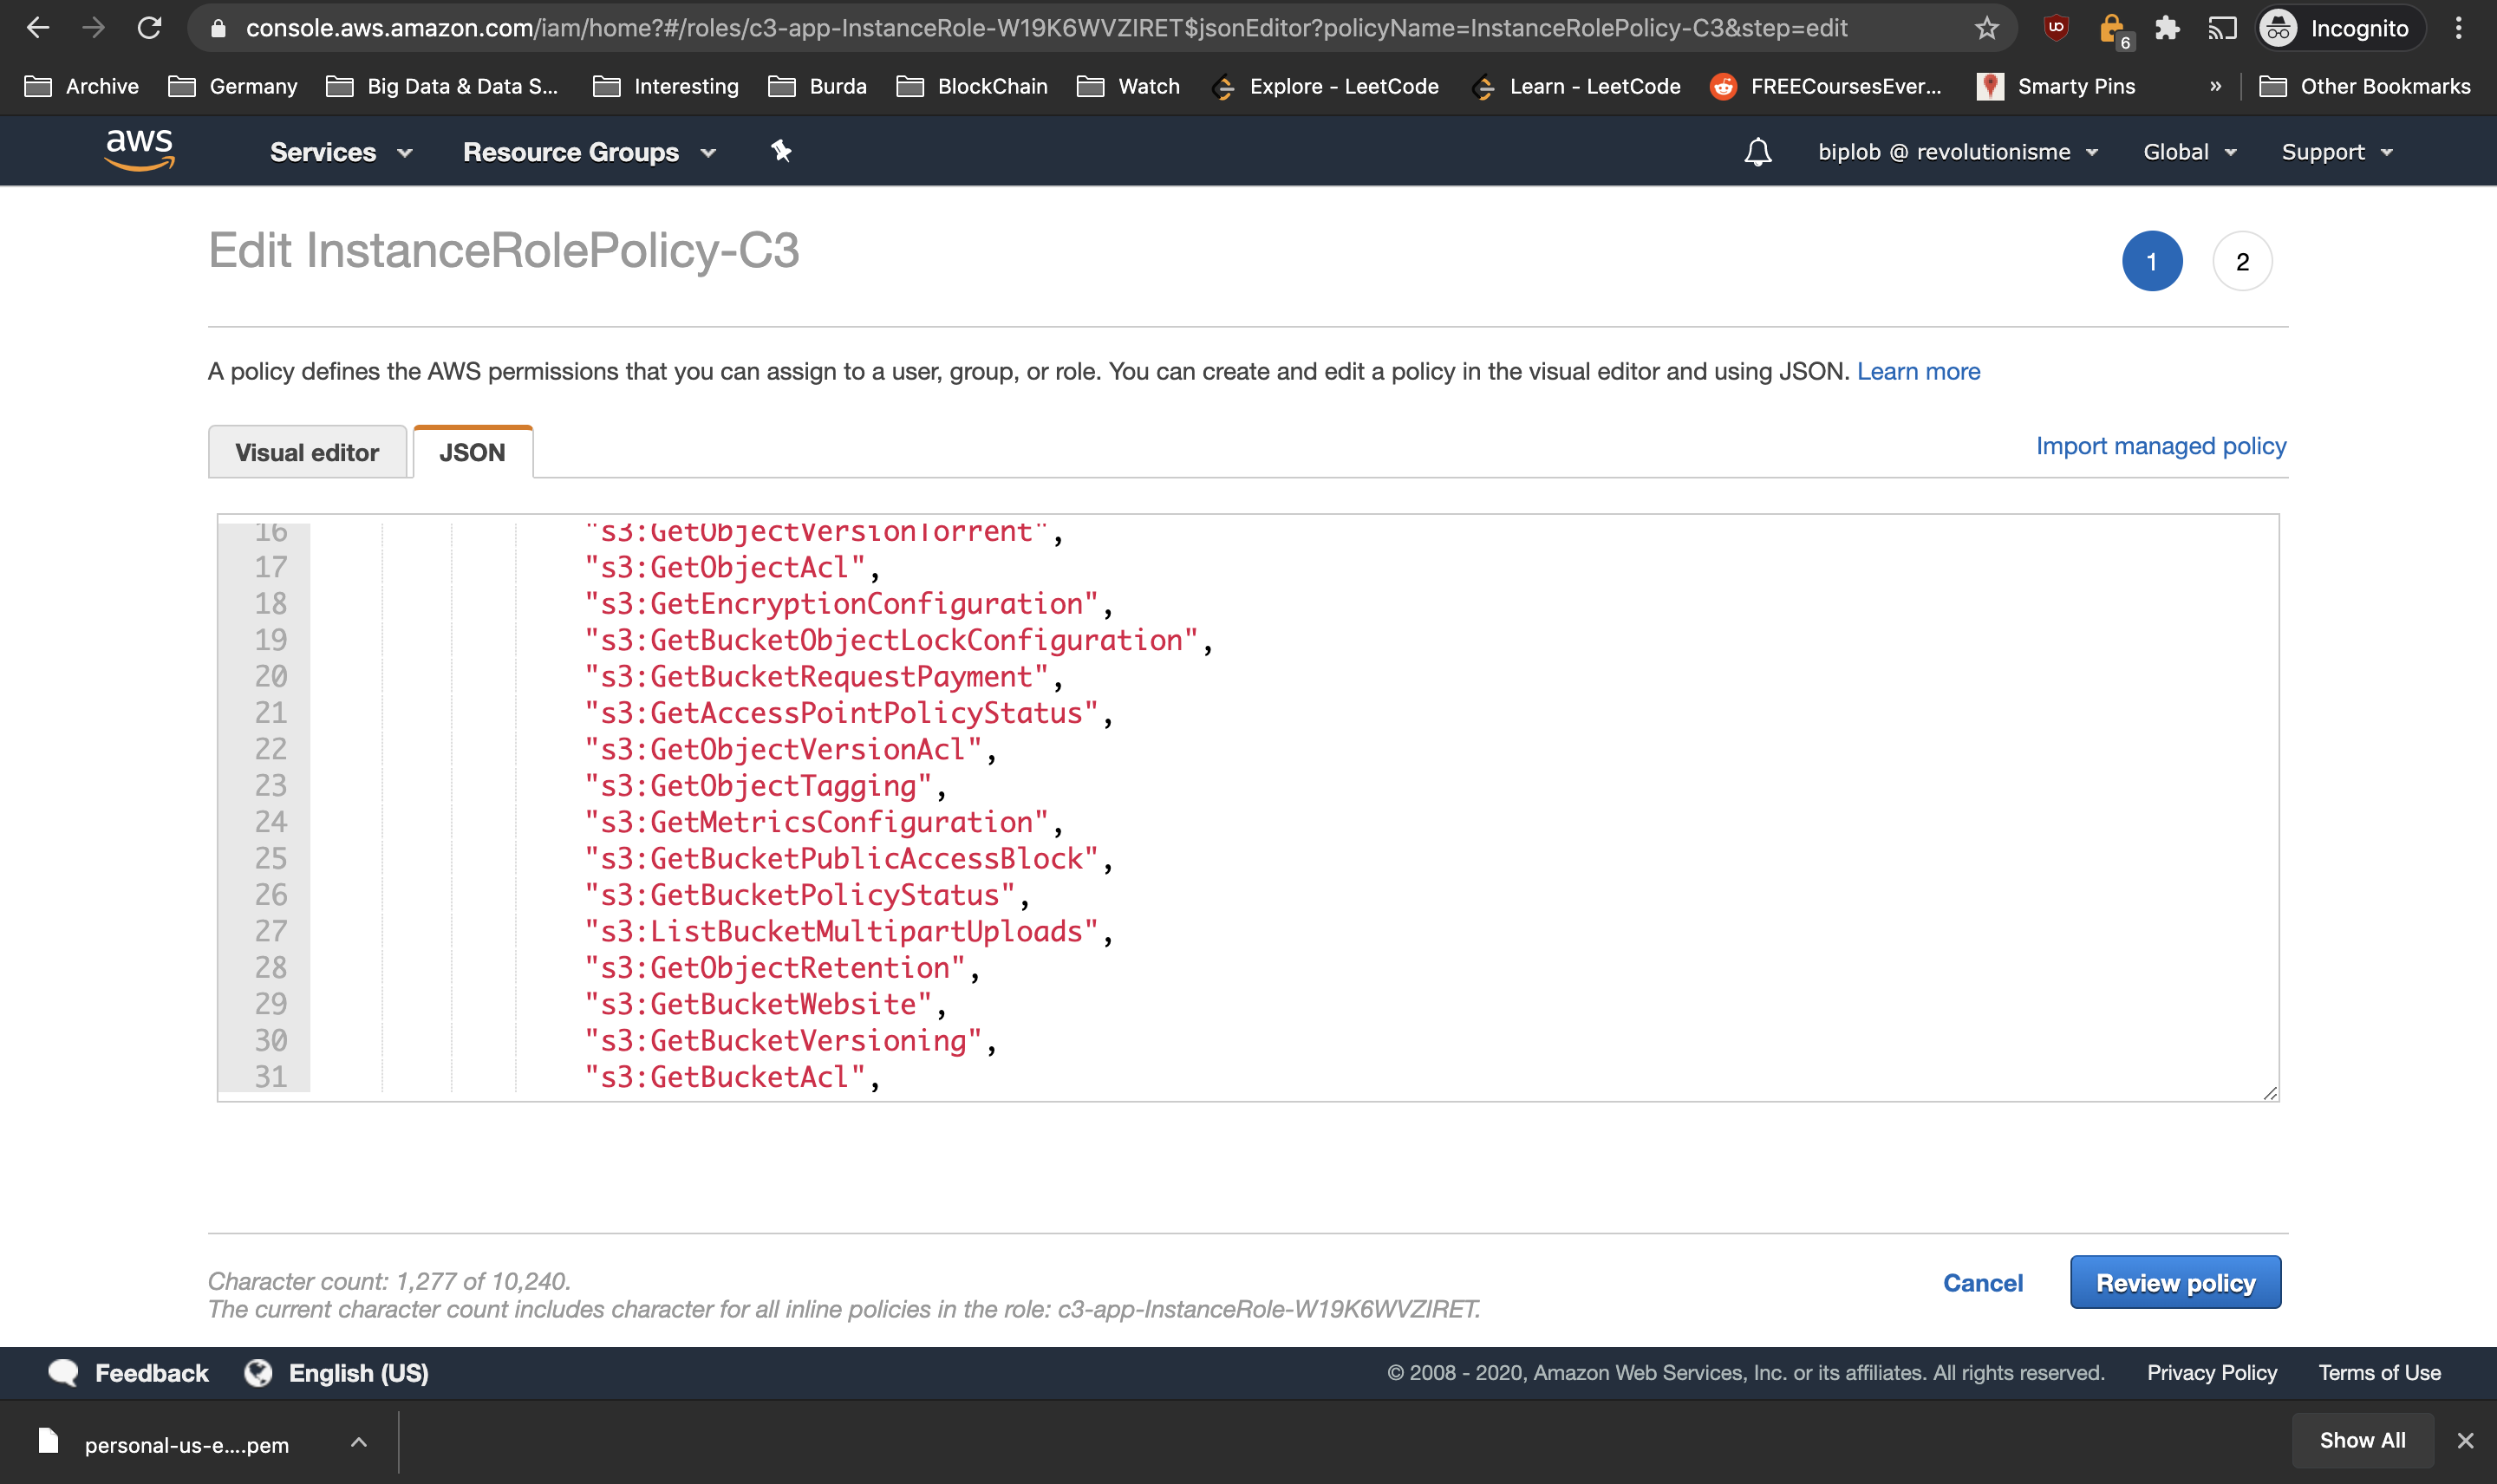 console.aws.amazon.com/iam/home?#/roles/c3-app-InstanceRole-W19K6WVZIRET$jsonEditor?policyName=InstanceRolePolicy-C3&step=edit
6
Incognito
Archive
Germany
Big Data & Data S...
Interesting
Burda
BlockChain
Watch
Explore - LeetCode
Learn - LeetCode
FREECoursesEver...
Smarty Pins
»
Other Bookmarks
aws
Services
Resource Groups
biplob @ revolutionisme
Global
Support
Edit InstanceRolePolicy-C3
1
2
A policy defines the AWS permissions that you can assign to a user, group, or role. You can create and edit a policy in the visual editor and using JSON. Learn more
Visual editor
JSON
Import managed policy
16 "s3:GetObjectVersionTorrent",
17 "s3:GetObjectAcl",
18 "s3:GetEncryptionConfiguration",
19 "s3:GetBucketObjectLockConfiguration",
20 "s3:GetBucketRequestPayment",
21 "s3:GetAccessPointPolicyStatus",
22 "s3:GetObjectVersionAcl",
23 "s3:GetObjectTagging",
24 "s3:GetMetricsConfiguration",
25 "s3:GetBucketPublicAccessBlock",
26 "s3:GetBucketPolicyStatus",
27 "s3:ListBucketMultipartUploads",
28 "s3:GetObjectRetention",
29 "s3:GetBucketWebsite",
30 "s3:GetBucketVersioning",
31 "s3:GetBucketAcl",
Character count: 1,277 of 10,240.
The current character count includes character for all inline policies in the role: c3-app-InstanceRole-W19K6WVZIRET.
Cancel
Review policy
Feedback
English (US)
© 2008 - 2020, Amazon Web Services, Inc. or its affiliates. All rights reserved.
Privacy Policy
Terms of Use
personal-us-e....pem
Show All